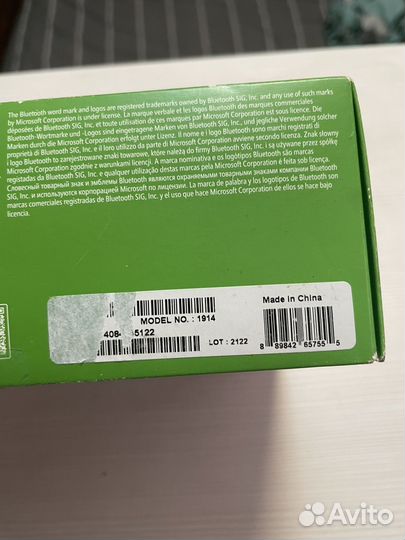 The Bluetooth word mark and logos are registered trademarks owned by Bluetooth SIG, Inc. and any use of such marks
by Microsoft Corporation is under license. La marque verbale et les logos Bluetooth sont des marques commerciales
déposées de Bluetooth SIG, Inc. et toute utilisation de ces marques par Microsoft Corporation est sous licence. Die
Bluetooth-Wortmarke und -Logos sind eingetragene Marken von Bluetooth SIG, Inc., und jegliche Verwendung solcher
Marken durch die Microsoft Corporation erfolgt unter Lizenz. Il nome e i logo Bluetooth sono marchi registrati di
proprietà di Bluetooth SIG, Inc. e il loro utilizzo da parte di Microsoft Corporation avviene su licenza. Znak słowny
i logo Bluetooth to zarejestrowane znaki towarowe, które należą do firmy Bluetooth SIG, Inc. i są używane przez spółkę
Microsoft Corporation zgodnie z warunkami licencji. A marca nominativa e os logótipos Bluetooth são marcas
registadas da Bluetooth SIG, Inc. e qualquer utilização destas marcas pela Microsoft Corporation é feita sob licença.
Словесный товарный знак и эмблемы Bluetooth являются охраняемыми товарными знаками компании Bluetooth
SIG, Inc. и используются корпорацией Microsoft по лицензии. La marca de palabra y los logotipos de Bluetooth son
marcas comerciales registradas de Bluetooth SIG, Inc. y el uso de Microsoft Corporation de ellos se hace bajo
licencia.
Made in China
MODEL NO. : 1914
5122
LOT : 2122
8 89842 65755 5
Avito